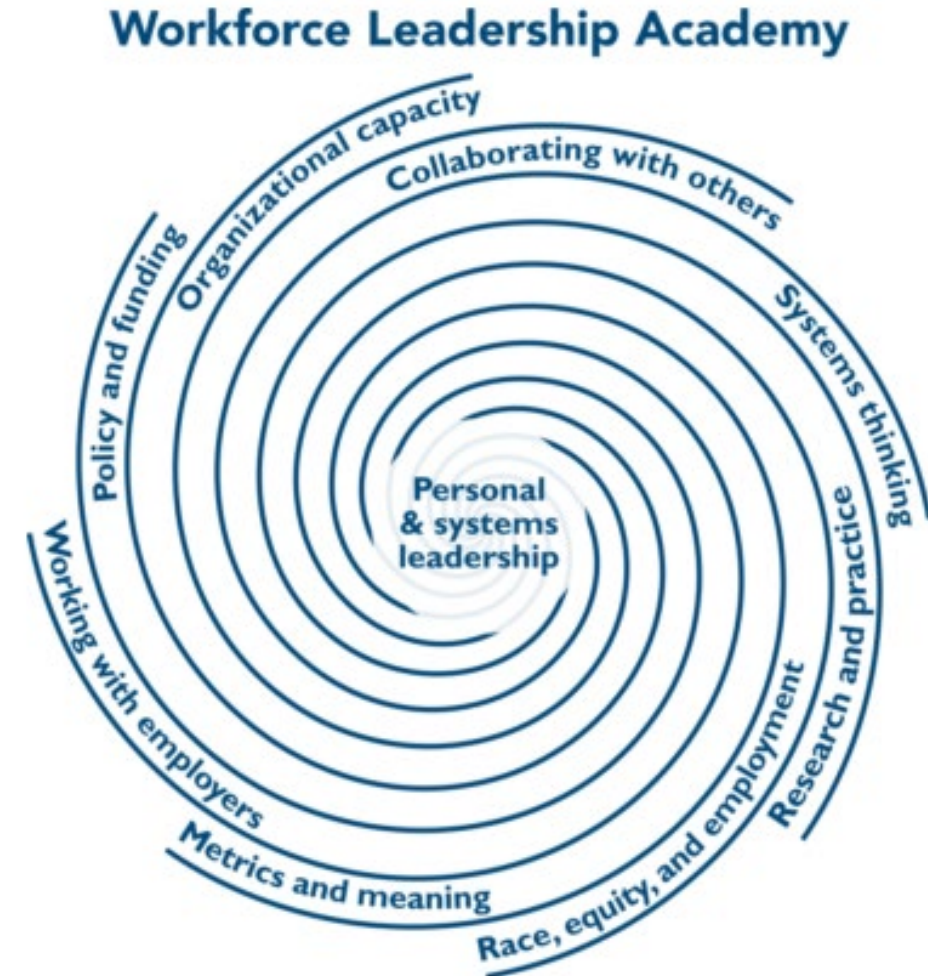 Workforce Leadership Academy
Organizational capacity
Collaborating with others
Systems thinking
Research and practice
Race, equity, and employment
Metrics and meaning
Working with employers
Policy and funding
Personal
& systems
leadership